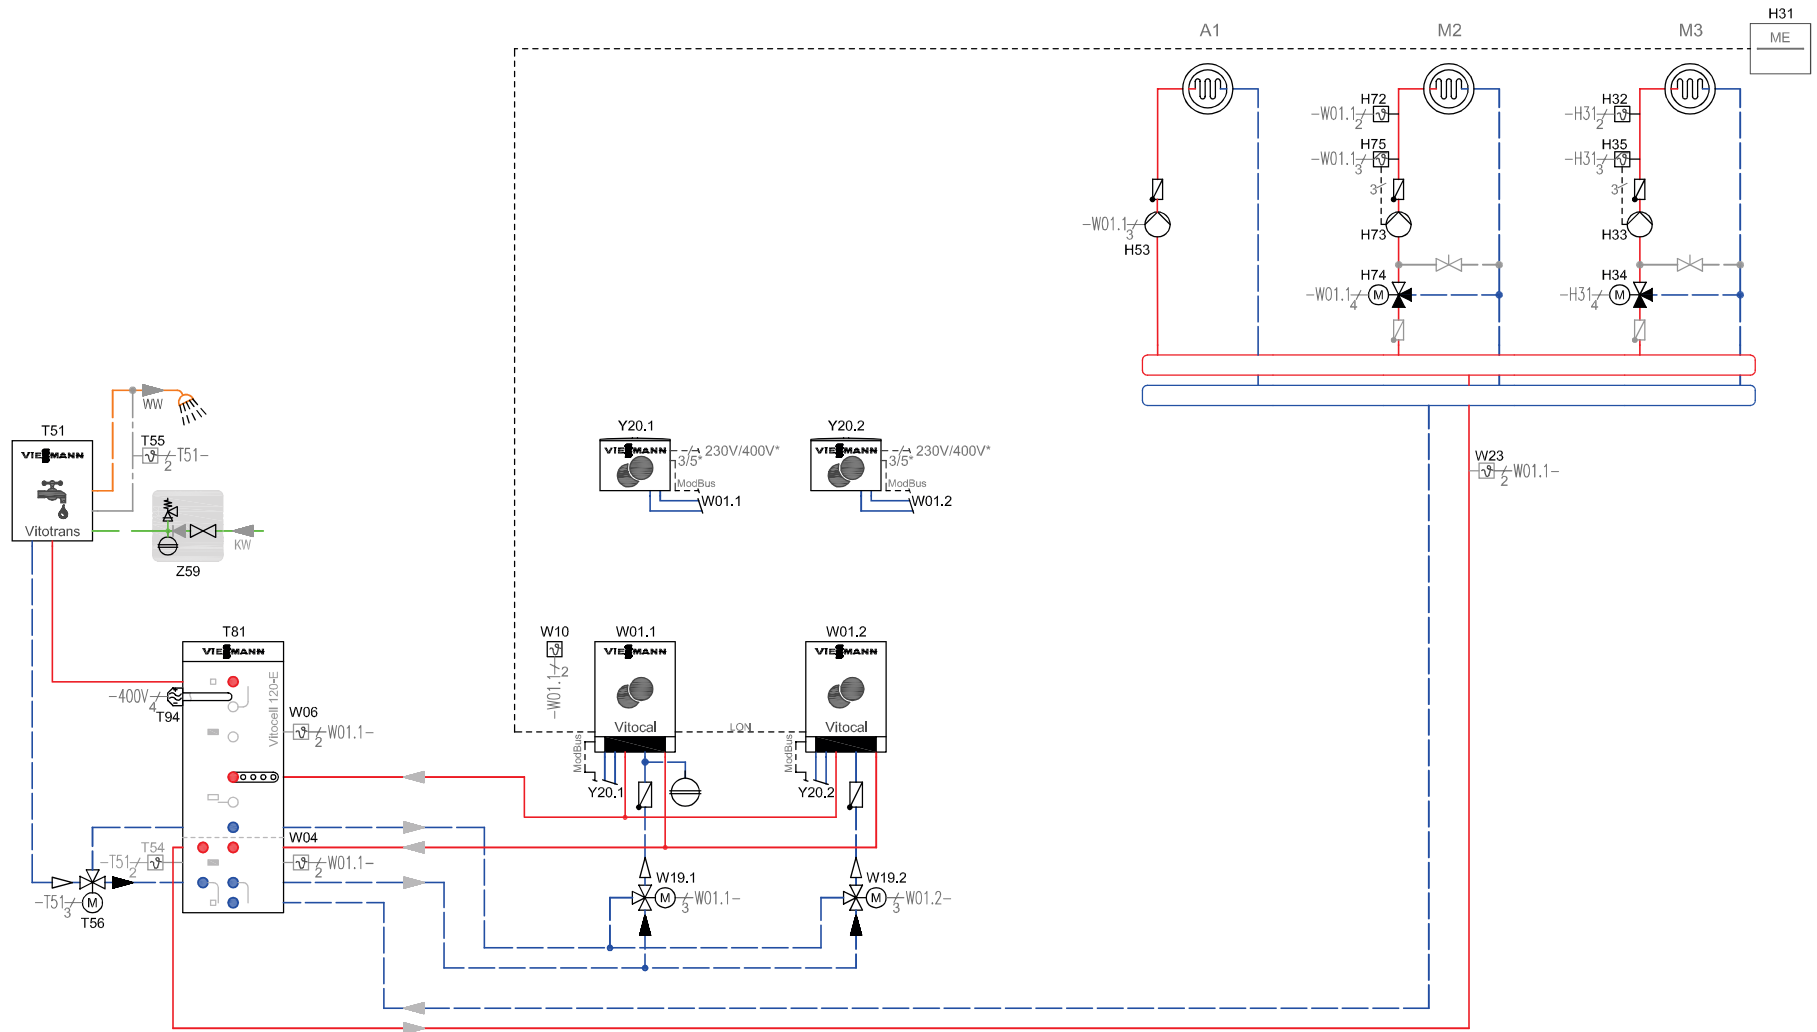 H31
ME
A1
M2
M3
H72
-W01.1
2
H75
-W01.1
3
3
H73
H74
-W01.1
4
M
H32
-H31
2
H35
-H31
3
3
H33
H34
-H31
4
M
-W01.1
3
H53
WW
T51
VIESMANN
Vitotrans
T55
2
T51-
KW
Z59
Y20.1
VIESMANN
230V/400V*
3/5*
ModBus
W01.1
Y20.2
VIESMANN
230V/400V*
3/5*
ModBus
W01.2
W23
2
W01.1-
T81
VIESMANN
Vitocell 120-E
-400V
4
T94
W06
2
W01.1-
W04
2
W01.1-
T54
-T51
2
-T51
3
M
T56
W10
2
-W01.1
W01.1
VIESMANN
Vitocal
ModBus
Y20.1
LON
W01.2
VIESMANN
Vitocal
ModBus
Y20.2
W19.1
M
3
W01.1-
W19.2
M
3
W01.2-